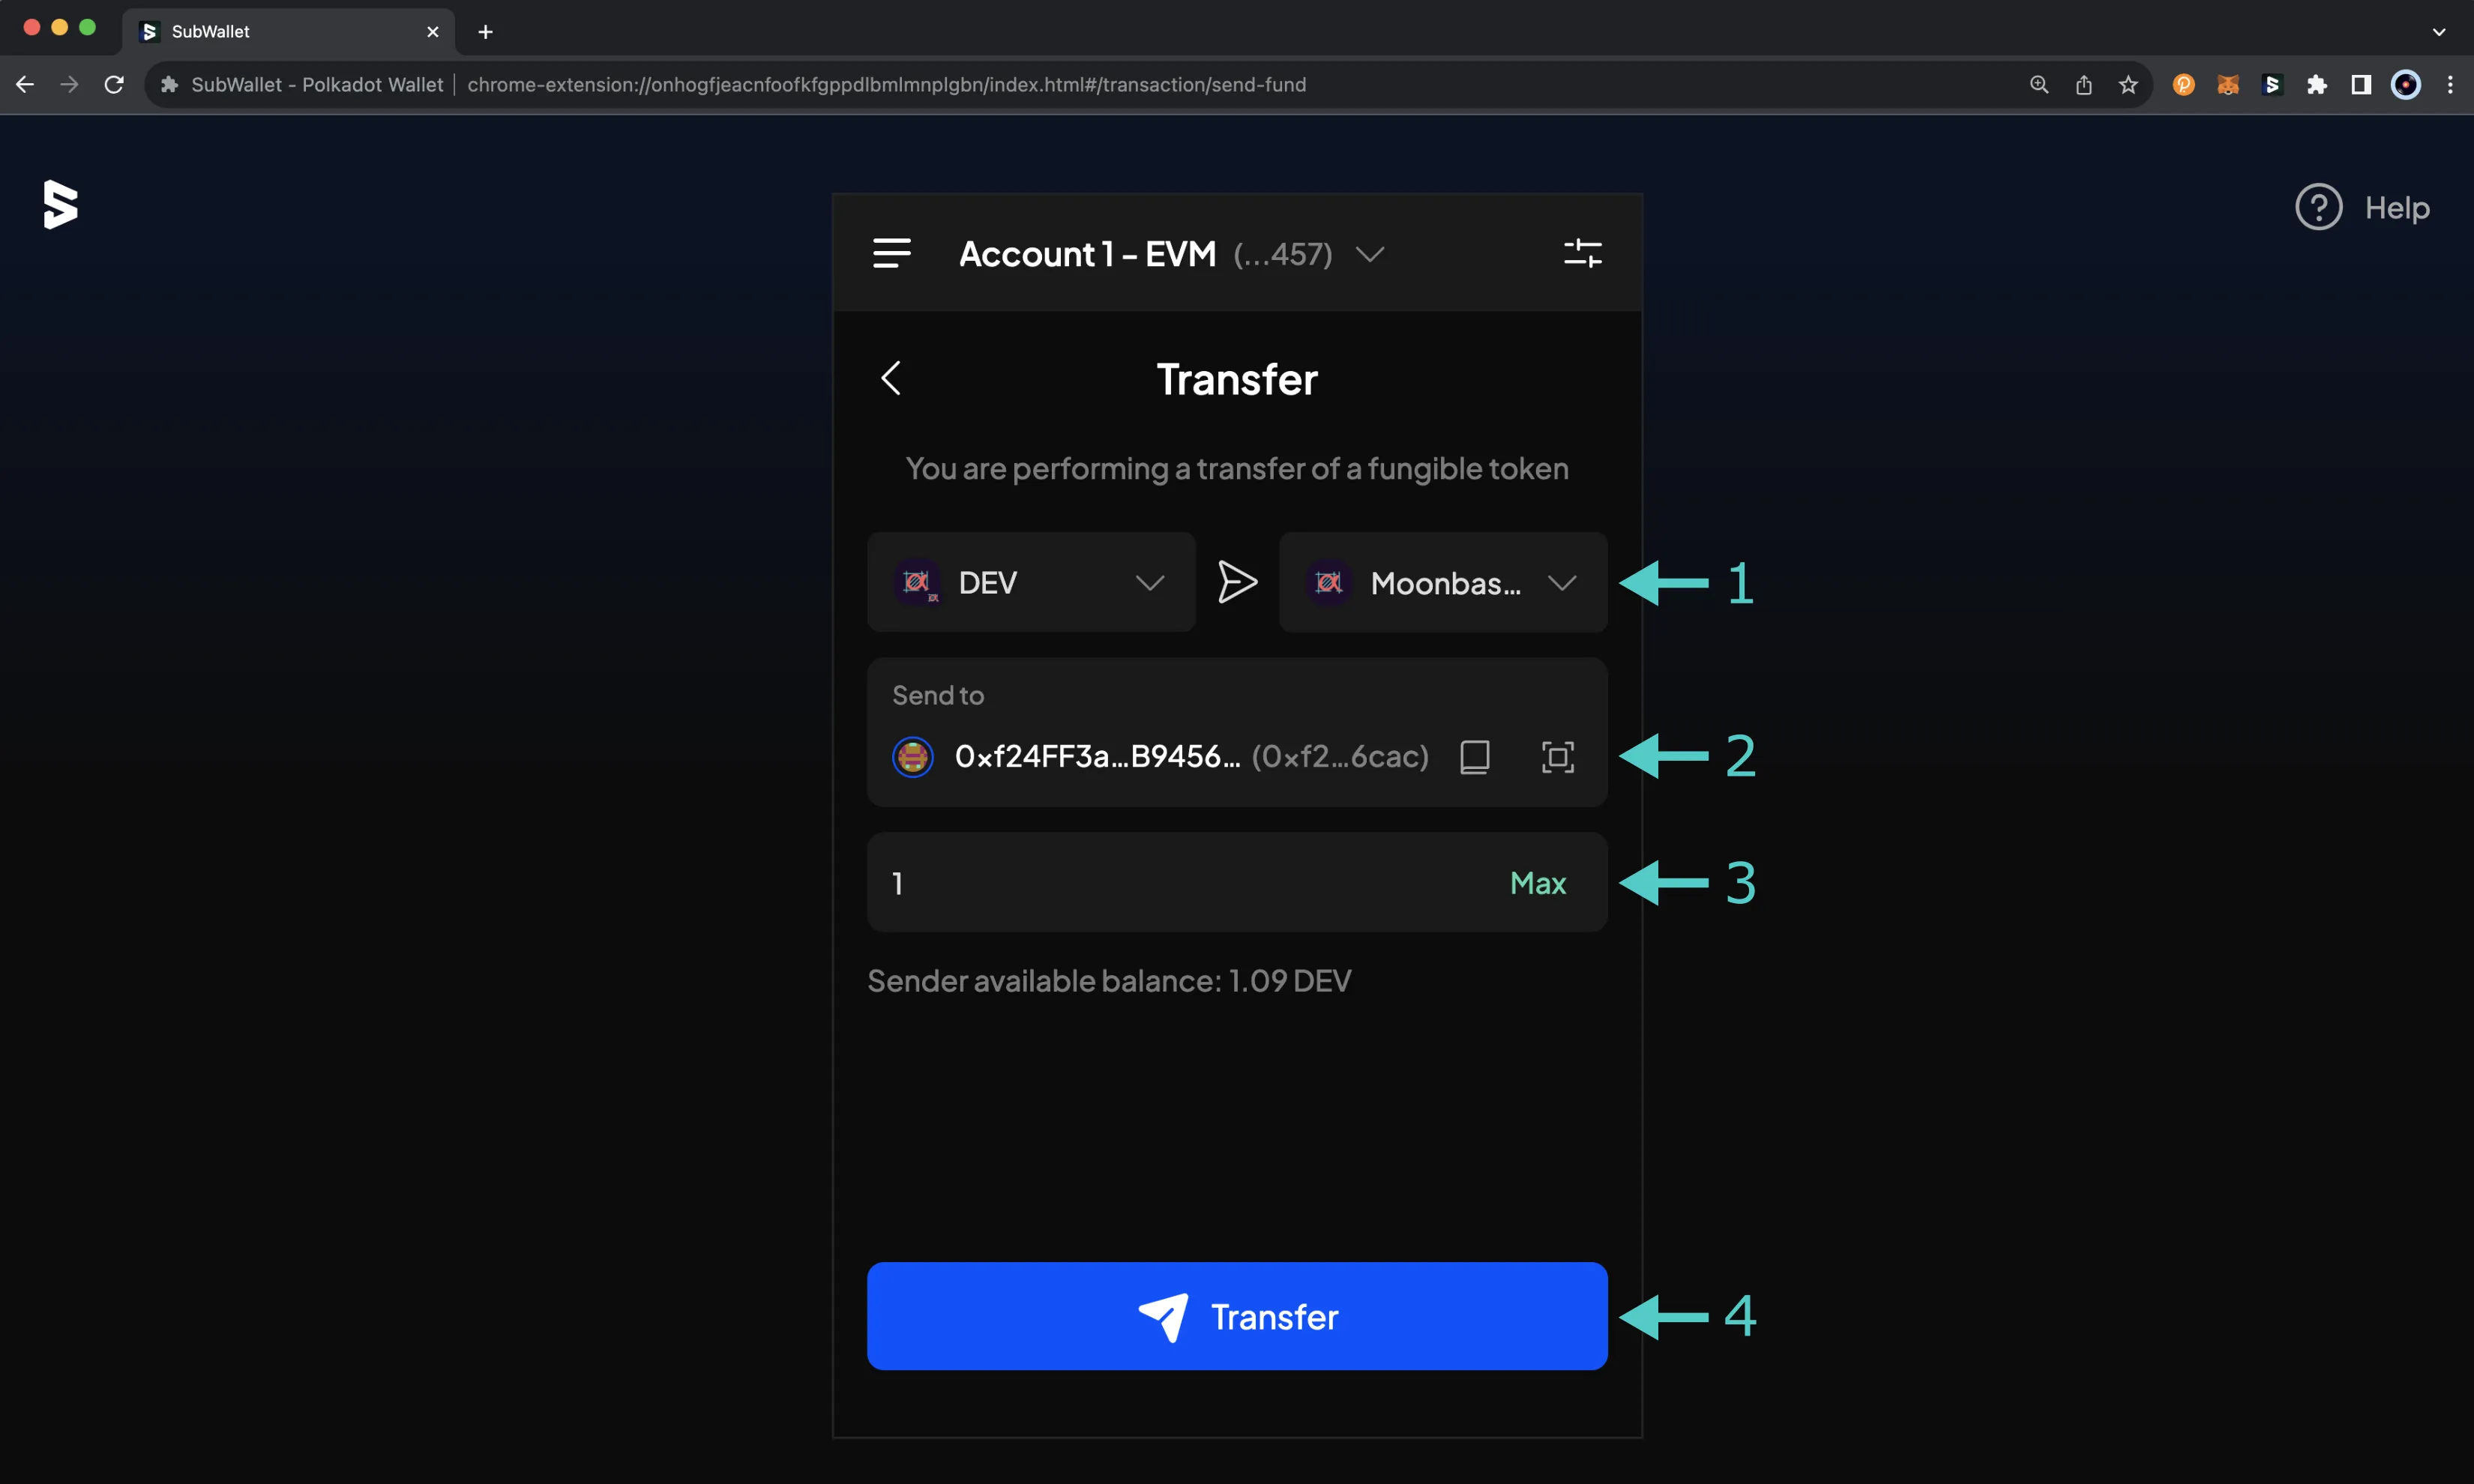 SubWallet
SubWallet - Polkadot Wallet chrome-extension://onhogfjeacnfoofkfgppdlbmlmnplgbn/index.html#/transaction/send-fund
Help
Account 1 - EVM (...457)
Transfer
You are performing a transfer of a fungible token
DEV Moonbas... 1
Send to
0xf24FF3a...B9456... (0xf2...6cac) 2
1 Max 3
Sender available balance: 1.09 DEV
Transfer 4